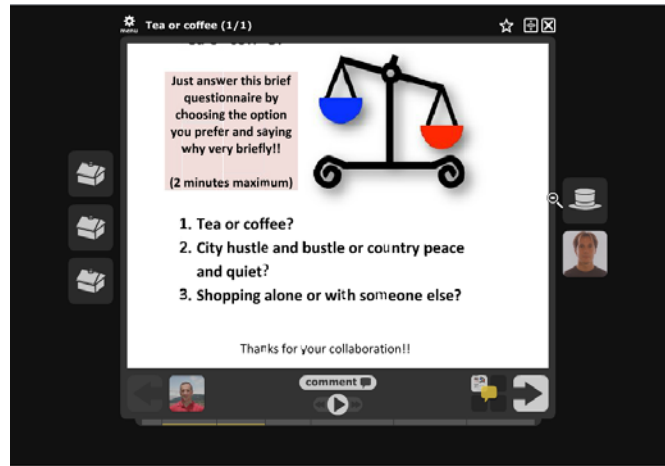 Tea or coffee (1/1)
menu
Just answer this brief
questionnaire by
choosing the option
you prefer and saying
why very briefly!!
(2 minutes maximum)
1. Tea or coffee?
2. City hustle and bustle or country peace
and quiet?
3. Shopping alone or with someone else?
Thanks for your collaboration!!
comment